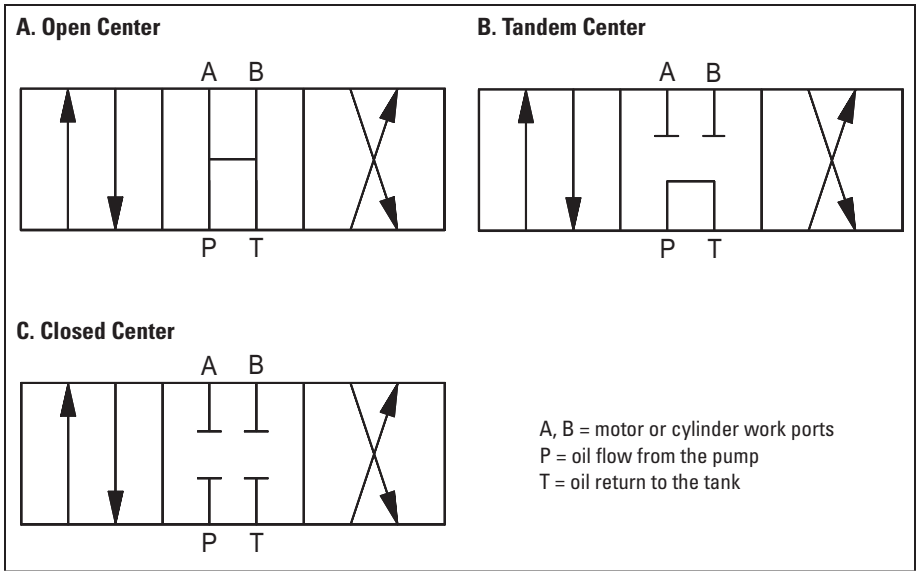 A. Open Center
A B
P T
B. Tandem Center
A B
P T
C. Closed Center
A B
P T
A, B = motor or cylinder work ports
P = oil flow from the pump
T = oil return to the tank